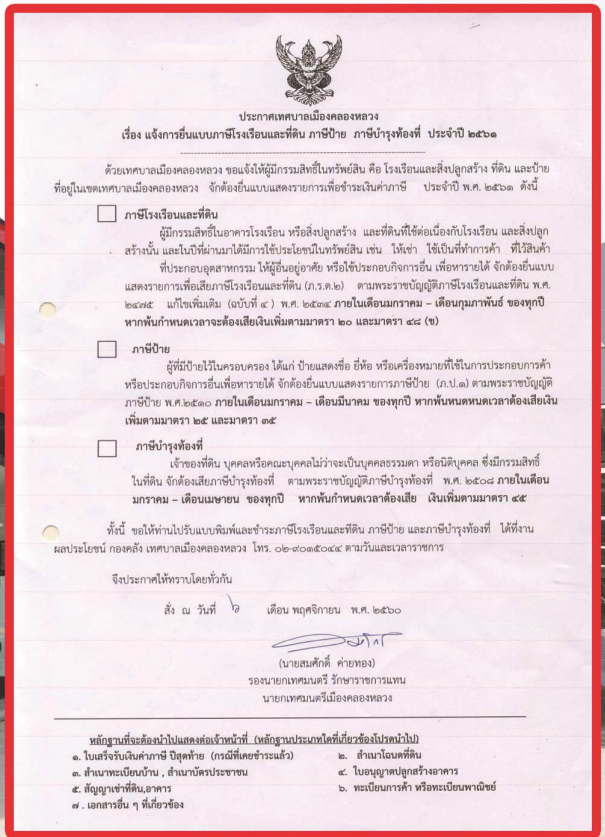 ประกาศเทศบาลเมืองคลองหลวง
เรื่อง แจ้งการยื่นแบบภาษีโรงเรือนและที่ดิน ภาษีป้าย ภาษีบำรุงท้องที่ ประจำปี ๒๕๖๑
ด้วยเทศบาลเมืองคลองหลวง ขอแจ้งให้ผู้มีกรรมสิทธิ์ในทรัพย์สิน คือ โรงเรือนและสิ่งปลูกสร้าง ที่ดิน และป้าย
ที่อยู่ในเขตเทศบาลเมืองคลองหลวง จักต้องยื่นแบบแสดงรายการเพื่อชำระเงินค่าภาษี ประจำปี พ.ศ. ๒๕๖๑ ดังนี้
ภาษีโรงเรือนและที่ดิน
ผู้มีกรรมสิทธิ์ในอาคารโรงเรือน หรือสิ่งปลูกสร้าง และที่ดินที่ใช้ต่อเนื่องกับโรงเรือน และสิ่งปลูก
สร้างนั้น และในปีที่ผ่านมาได้มีการใช้ประโยชน์ในทรัพย์สิน เช่น ให้เช่า ใช้เป็นที่ทำการค้า ที่ไว้สินค้า
ที่ประกอบอุตสาหกรรม ให้ผู้อื่นอยู่อาศัย หรือใช้ประกอบกิจการอื่น เพื่อหารายได้ จักต้องยื่นแบบ
แสดงรายการเพื่อเสียภาษีโรงเรือนและที่ดิน (ภ.ร.ด.๒) ตามพระราชบัญญัติภาษีโรงเรือนและที่ดิน พ.ศ.
๒๔๗๕ แก้ไขเพิ่มเติม (ฉบับที่ ๔ ) พ.ศ. ๒๕๓๔ ภายในเดือนมกราคม – เดือนกุมภาพันธ์ ของทุกปี
หากพ้นกำหนดเวลาจะต้องเสียเงินเพิ่มตามมาตรา ๒๐ และมาตรา ๔๘ (ข)
ภาษีป้าย
ผู้ที่มีป้ายไว้ในครอบครอง ได้แก่ ป้ายแสดงชื่อ ยี่ห้อ หรือเครื่องหมายที่ใช้ในการประกอบการค้า
หรือประกอบกิจการอื่นเพื่อหารายได้ จักต้องยื่นแบบแสดงรายการภาษีป้าย (ภ.ป.๑) ตามพระราชบัญญัติ
ภาษีป้าย พ.ศ.๒๕๑๐ ภายในเดือนมกราคม – เดือนมีนาคม ของทุกปี หากพ้นหนดหนดเวลาต้องเสียเงิน
เพิ่มตามมาตรา ๒๕ และมาตรา ๓๕
ภาษีบำรุงท้องที่
เจ้าของที่ดิน บุคคลหรือคณะบุคคลไม่ว่าจะเป็นบุคคลธรรมดา หรือนิติบุคคล ซึ่งมีกรรมสิทธิ์
ในที่ดิน จักต้องเสียภาษีบำรุงท้องที่ ตามพระราชบัญญัติภาษีบำรุงท้องที่ พ.ศ. ๒๕๐๘ ภายในเดือน
มกราคม – เดือนเมษายน ของทุกปี หากพ้นกำหนดเวลาต้องเสีย เงินเพิ่มตามมาตรา ๔๕
ทั้งนี้ ขอให้ท่านไปรับแบบพิมพ์และชำระภาษีโรงเรือนและที่ดิน ภาษีป้าย และภาษีบำรุงท้องที่ ได้ที่งาน
ผลประโยชน์ กองคลัง เทศบาลเมืองคลองหลวง โทร. ๐๒-๙๐๑๕๐๔๔ ตามวันและเวลาราชการ
จึงประกาศให้ทราบโดยทั่วกัน
สั่ง ณ วันที่ ๖ เดือน พฤศจิกายน พ.ศ. ๒๕๖๐
(นายสมศักดิ์ ค่ายทอง)
รองนายกเทศมนตรี รักษาราชการแทน
นายกเทศมนตรีเมืองคลองหลวง
หลักฐานที่จะต้องนำไปแสดงต่อเจ้าหน้าที่ (หลักฐานประเภทใดที่เกี่ยวข้องโปรดนำไป)
๑. ใบเสร็จรับเงินค่าภาษี ปีสุดท้าย (กรณีที่เคยชำระแล้ว) ๒. สำเนาโฉนดที่ดิน
๓. สำเนาทะเบียนบ้าน , สำเนาบัตรประชาชน ๔. ใบอนุญาตปลูกสร้างอาคาร
๕. สัญญาเช่าที่ดิน,อาคาร ๖. ทะเบียนการค้า หรือทะเบียนพาณิชย์
๗. เอกสารอื่น ๆ ที่เกี่ยวข้อง